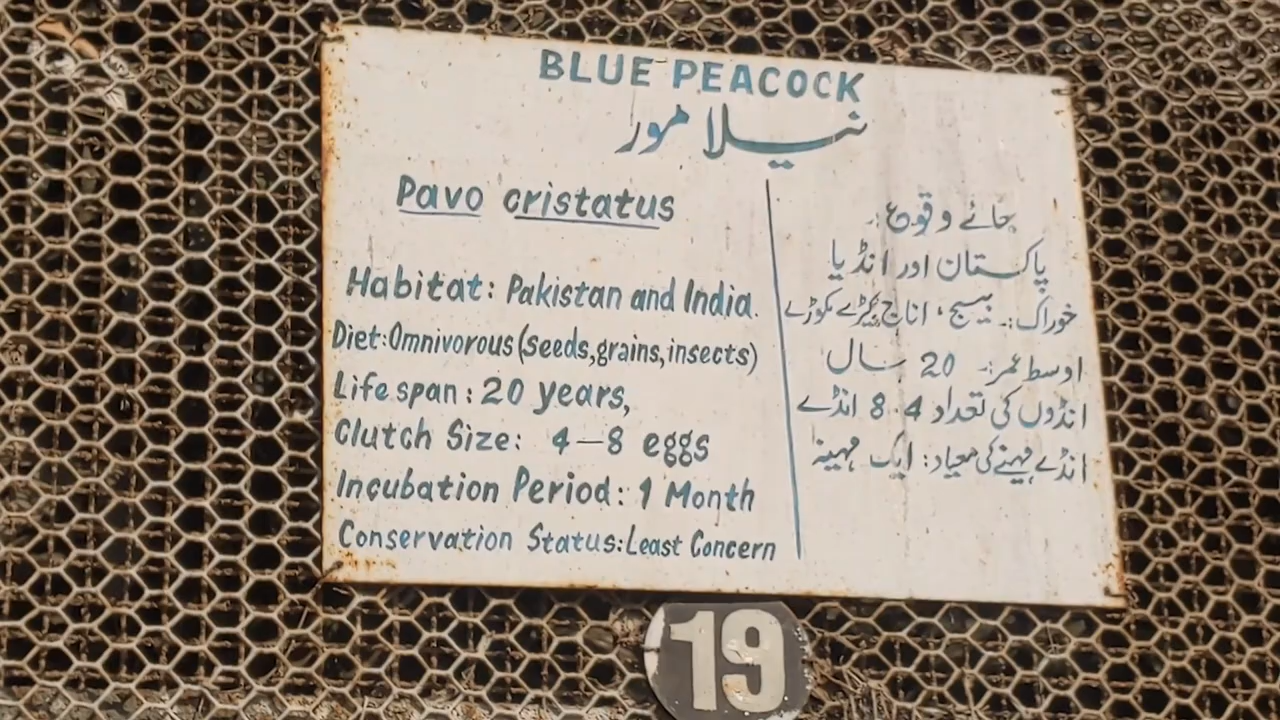 BLUE PEACOCK
نیلا مور
Pavo cristatus
Habitat: Pakistan and India.
Diet:Omnivorous (seeds,grains,insects)
Life span: 20 years,
Clutch Size: 4–8 eggs
Incubation Period: 1 Month
Conservation Status:Least Concern
جائے وقوع:۔
پاکستان اور انڈیا
خوراک:۔ بیج، اناج کیڑے مکوڑے
اوسط عمر:۔ 20 سال
انڈوں کی تعداد 4۔8 انڈے
انڈے کی معیاد: ایک مہینہ
19